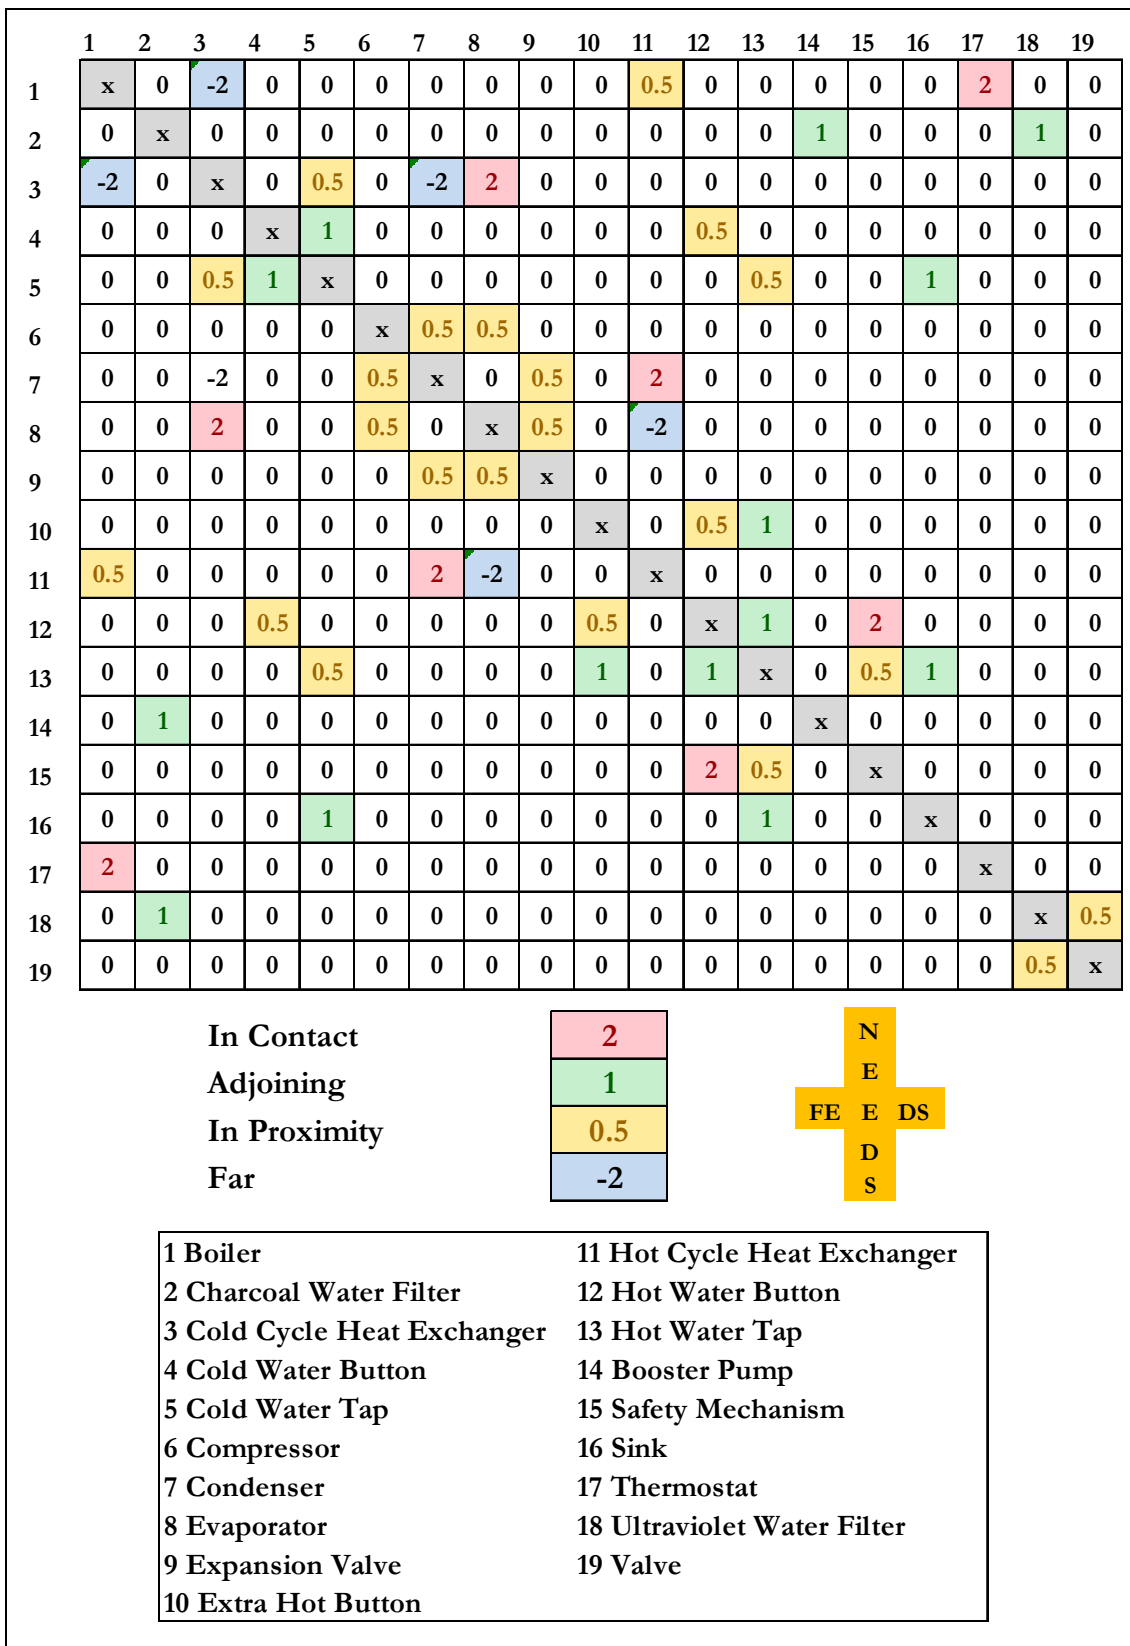 1 2 3 4 5 6 7 8 9 10 11 12 13 14 15 16 17 18 19
1 x 0 -2 0 0 0 0 0 0 0 0.5 0 0 0 0 0 2 0 0
2 0 x 0 0 0 0 0 0 0 0 0 0 0 1 0 0 0 1 0
3 -2 0 x 0 0.5 0 -2 2 0 0 0 0 0 0 0 0 0 0 0
4 0 0 0 x 1 0 0 0 0 0 0 0.5 0 0 0 0 0 0 0
5 0 0 0.5 1 x 0 0 0 0 0 0 0 0.5 0 0 1 0 0 0
6 0 0 0 0 0 x 0.5 0.5 0 0 0 0 0 0 0 0 0 0 0
7 0 0 -2 0 0 0.5 x 0 0.5 0 2 0 0 0 0 0 0 0 0
8 0 0 2 0 0 0.5 0 x 0.5 0 -2 0 0 0 0 0 0 0 0
9 0 0 0 0 0 0 0.5 0.5 x 0 0 0 0 0 0 0 0 0 0
10 0 0 0 0 0 0 0 0 0 x 0 0.5 1 0 0 0 0 0 0
11 0.5 0 0 0 0 0 2 -2 0 0 x 0 0 0 0 0 0 0 0
12 0 0 0 0.5 0 0 0 0 0 0.5 0 x 1 0 2 0 0 0 0
13 0 0 0 0 0.5 0 0 0 0 1 0 1 x 0 0.5 1 0 0 0
14 0 1 0 0 0 0 0 0 0 0 0 0 0 x 0 0 0 0 0
15 0 0 0 0 0 0 0 0 0 0 0 2 0.5 0 x 0 0 0 0
16 0 0 0 0 1 0 0 0 0 0 0 0 1 0 0 x 0 0 0
17 2 0 0 0 0 0 0 0 0 0 0 0 0 0 0 0 x 0 0
18 0 1 0 0 0 0 0 0 0 0 0 0 0 0 0 0 0 x 0.5
19 0 0 0 0 0 0 0 0 0 0 0 0 0 0 0 0 0 0.5 x
In Contact 2
Adjoining 1
In Proximity 0.5
Far -2
N
E
FE E DS
D
S
1 Boiler
2 Charcoal Water Filter
3 Cold Cycle Heat Exchanger
4 Cold Water Button
5 Cold Water Tap
6 Compressor
7 Condenser
8 Evaporator
9 Expansion Valve
10 Extra Hot Button
11 Hot Cycle Heat Exchanger
12 Hot Water Button
13 Hot Water Tap
14 Booster Pump
15 Safety Mechanism
16 Sink
17 Thermostat
18 Ultraviolet Water Filter
19 Valve